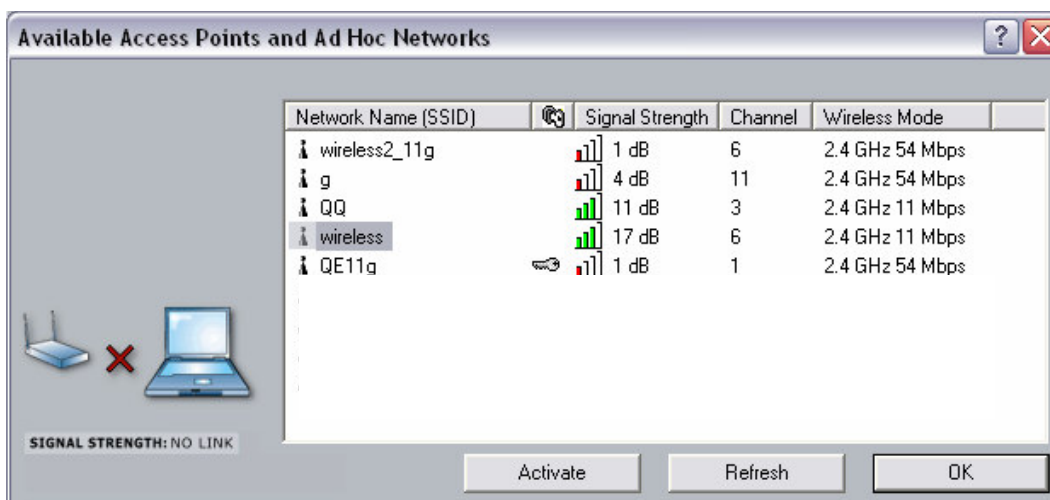 Available Access Points and Ad Hoc Networks
Network Name (SSID) Signal Strength Channel Wireless Mode
wireless2_11g 1 dB 6 2.4 GHz 54 Mbps
g 4 dB 11 2.4 GHz 54 Mbps
QQ 11 dB 3 2.4 GHz 11 Mbps
wireless 17 dB 6 2.4 GHz 11 Mbps
QE11g 1 dB 1 2.4 GHz 54 Mbps
SIGNAL STRENGTH: NO LINK
Activate Refresh OK